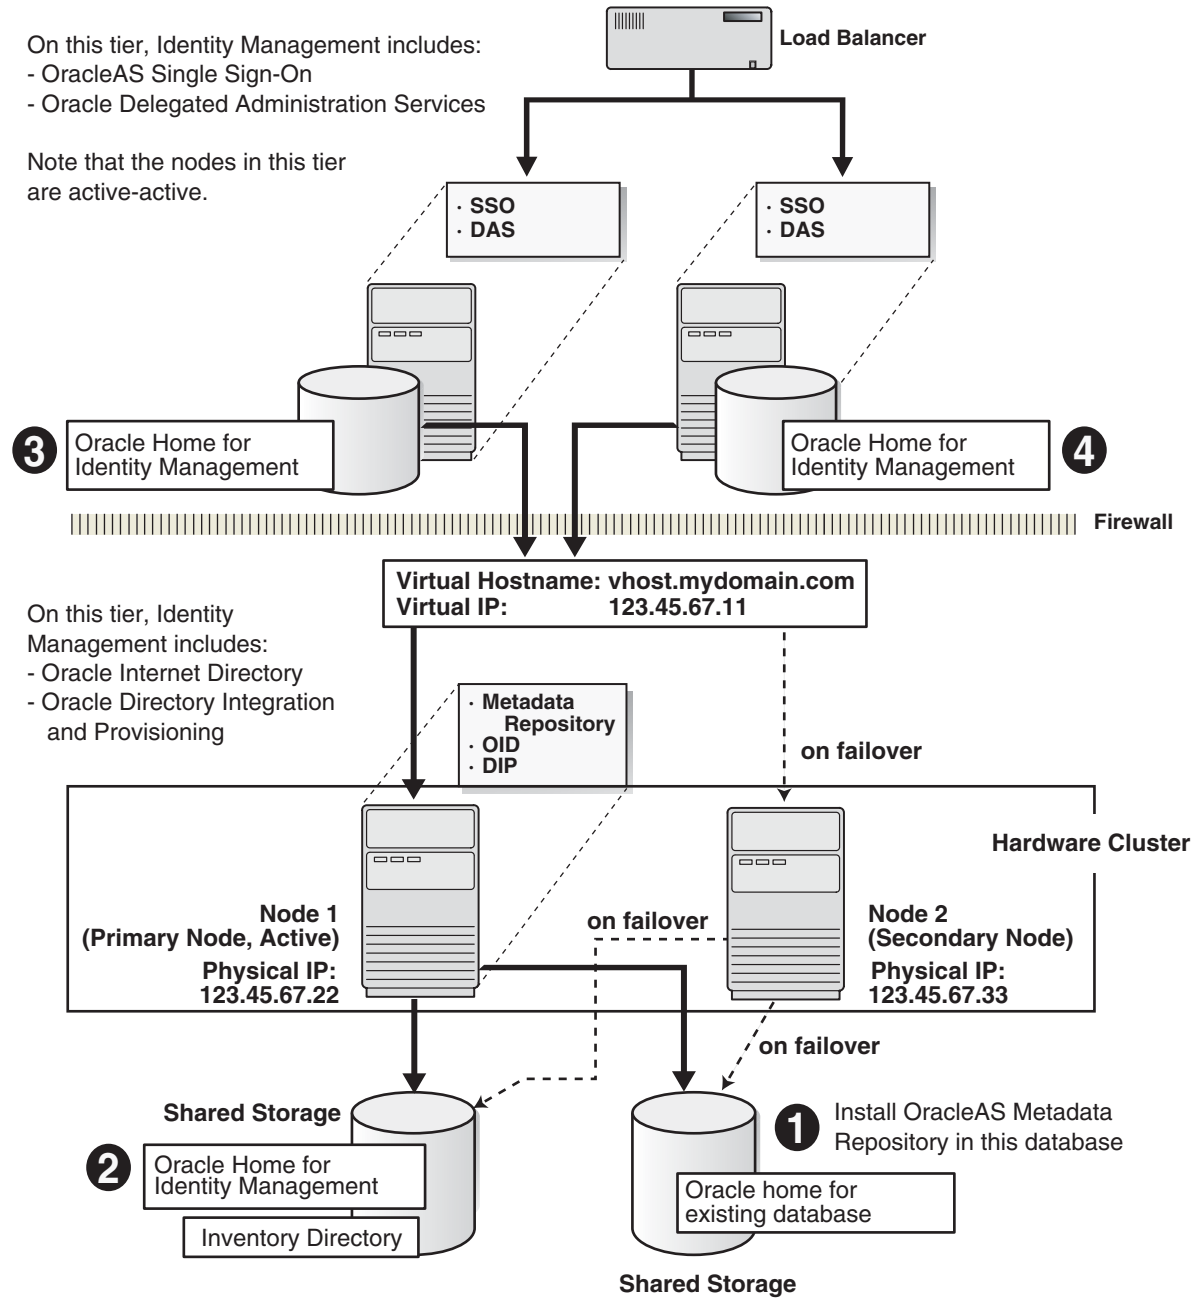 On this tier, Identity Management includes:
- OracleAS Single Sign-On
- Oracle Delegated Administration Services
Note that the nodes in this tier
are active-active.
Load Balancer
· SSO
· DAS
· SSO
· DAS
3
Oracle Home for
Identity Management
Oracle Home for
Identity Management
4
Firewall
Virtual Hostname: vhost.mydomain.com
Virtual IP: 123.45.67.11
On this tier, Identity
Management includes:
- Oracle Internet Directory
- Oracle Directory Integration
and Provisioning
· Metadata
Repository
· OID
· DIP
on failover
Hardware Cluster
Node 1
(Primary Node, Active)
Physical IP:
123.45.67.22
on failover
Node 2
(Secondary Node)
Physical IP:
123.45.67.33
on failover
Shared Storage
2
Oracle Home for
Identity Management
Inventory Directory
1
Install OracleAS Metadata
Repository in this database
Oracle home for
existing database
Shared Storage